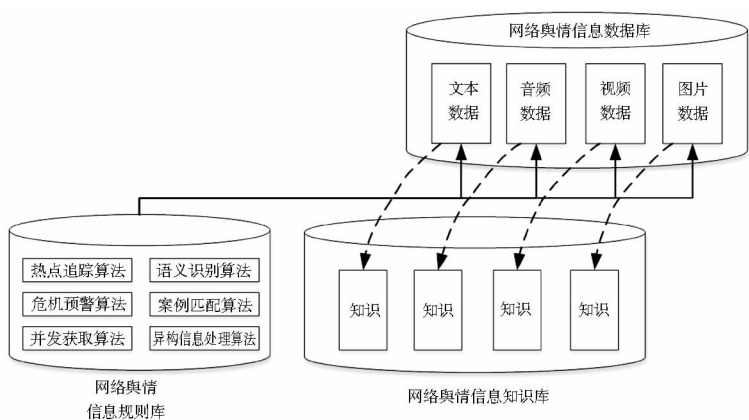 网络舆情信息数据库
文本
数据
音频
数据
视频
数据
图片
数据
热点追踪算法
语义识别算法
危机预警算法
案例匹配算法
并发获取算法
异构信息处理算法
知识
知识
知识
知识
网络舆情
信息规则库
网络舆情信息知识库